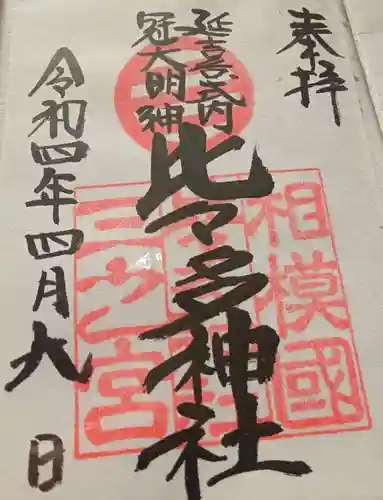 奉拝
延喜式内
冠大明神
比々多神社
相模國
三之宮
令和四年四月大日